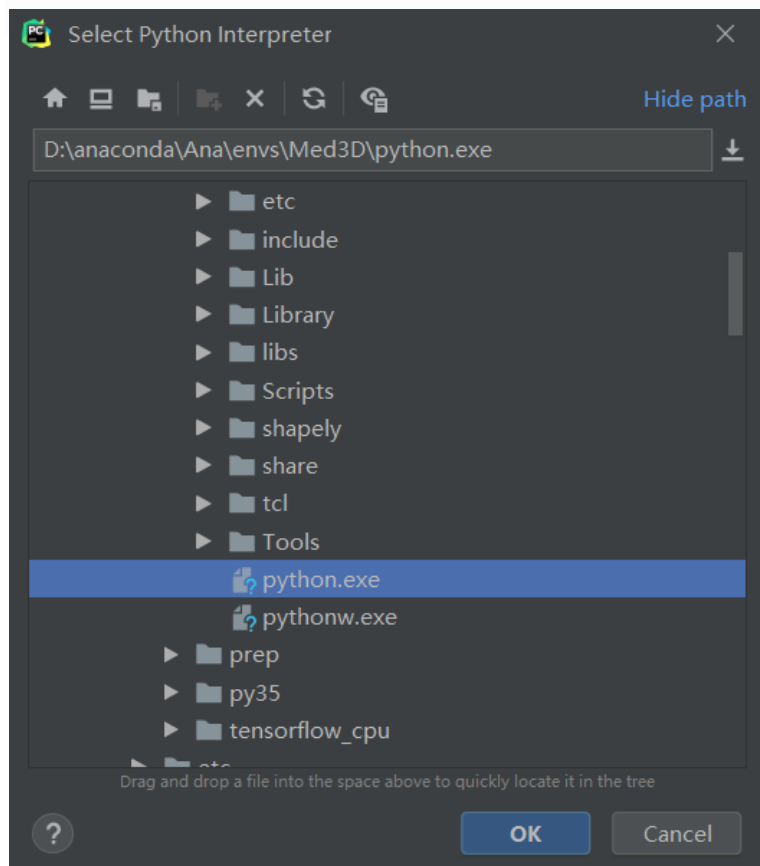 PC Select Python Interpreter
Hide path
D:\anaconda\Ana\envs\Med3D\python.exe
etc
include
Lib
Library
libs
Scripts
shapely
share
tcl
Tools
python.exe
pythonw.exe
prep
py35
tensorflow_cpu
etc
Drag and drop a file into the space above to quickly locate it in the tree
? OK Cancel